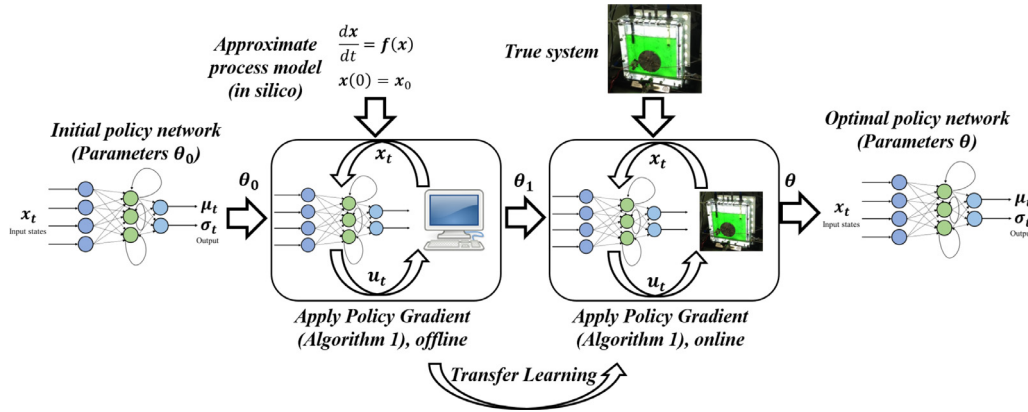 Approximate
process model
(in silico)
dx/dt = f(x)
x(0) = x₀
True system
Initial policy network
(Parameters θ₀)
xₜ
Input states
μₜ
σₜ
Output
θ₀
xₜ
uₜ
Apply Policy Gradient
(Algorithm 1), offline
θ₁
xₜ
uₜ
Apply Policy Gradient
(Algorithm 1), online
θ
Optimal policy network
(Parameters θ)
xₜ
Input states
μₜ
σₜ
Output
Transfer Learning